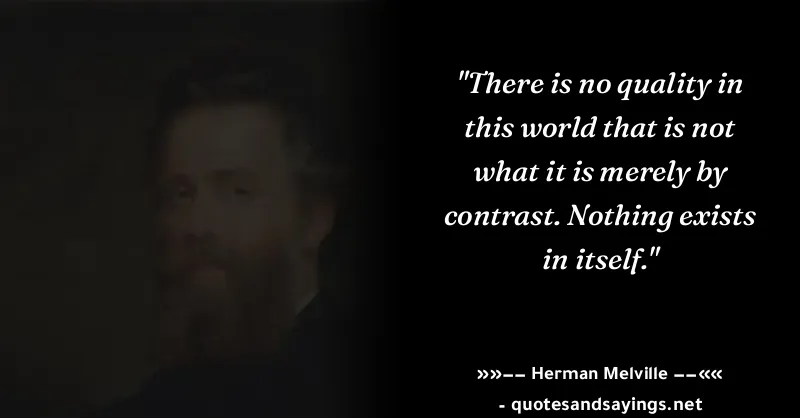 "There is no quality in
this world that is not
what it is merely by
contrast. Nothing exists
in itself."
»»–– Herman Melville ––««
- quotesandsayings.net